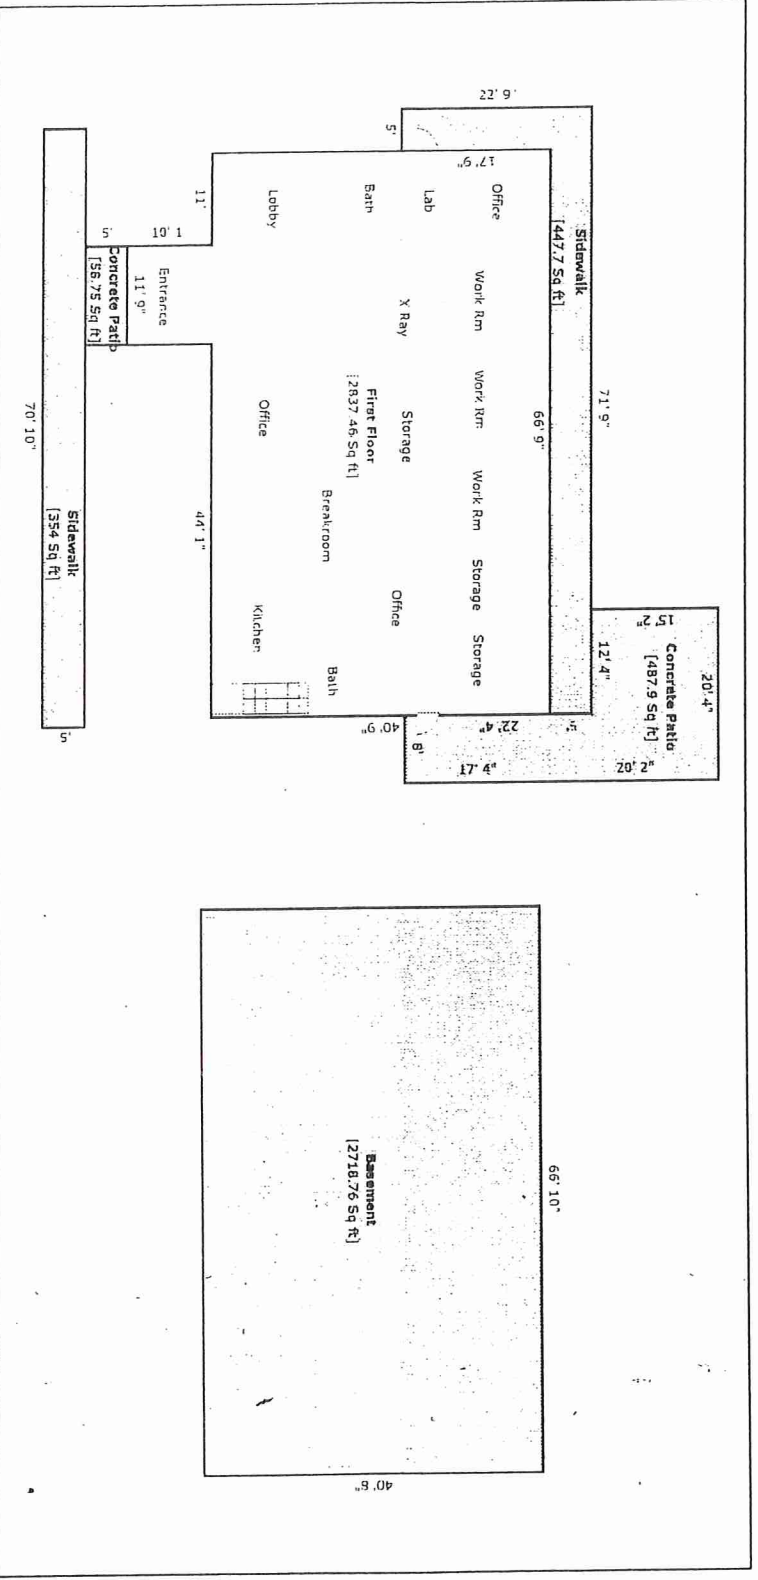 20' 4"
15' 2"
Concrete Patio
[487.9 Sq ft]
20' 2"
12' 4"
71' 9"
Sidewalk
[447.7 Sq ft]
5'
66' 9"
22' 9"
17' 9"
Office
Work Rm
Work Rm
Work Rm
Storage
Storage
22' 4"
17' 4"
Lab
X Ray
Storage
Office
8'
5'
Bath
First Floor
[2837.46 Sq ft]
40' 9"
Breakroom
Bath
Lobby
Office
Kitchen
11'
44' 1"
10' 1
Entrance
11' 9"
5'
Concrete Patio
[56.75 Sq ft]
Sidewalk
[354 Sq ft]
5'
70' 10"
66' 10"
Basement
[2718.76 Sq ft]